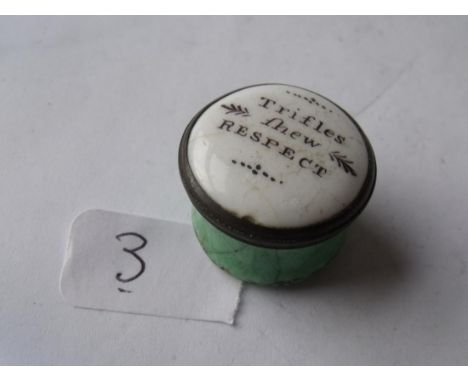 Trifles
ſhew
RESPECT
3